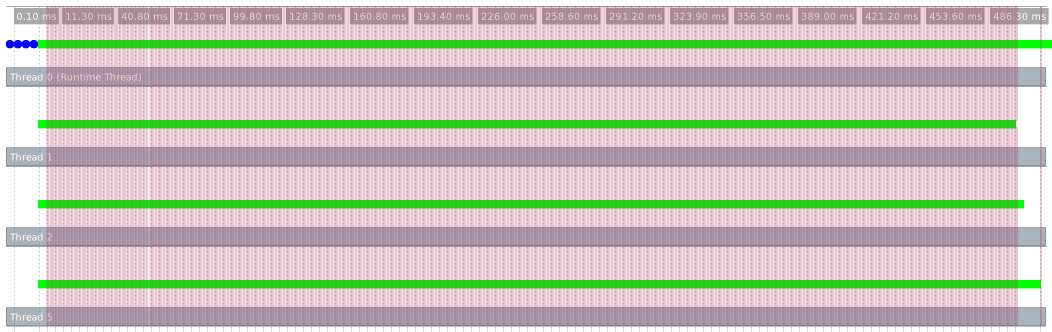 0.10 ms 11.30 ms 40.80 ms 71.30 ms 99.80 ms 128.30 ms 160.80 ms 193.40 ms 226.00 ms 258.60 ms 291.20 ms 323.90 ms 356.50 ms 389.00 ms 421.20 ms 453.60 ms 486.30 ms
Thread 0 (Runtime Thread)
Thread 1
Thread 2
Thread 5